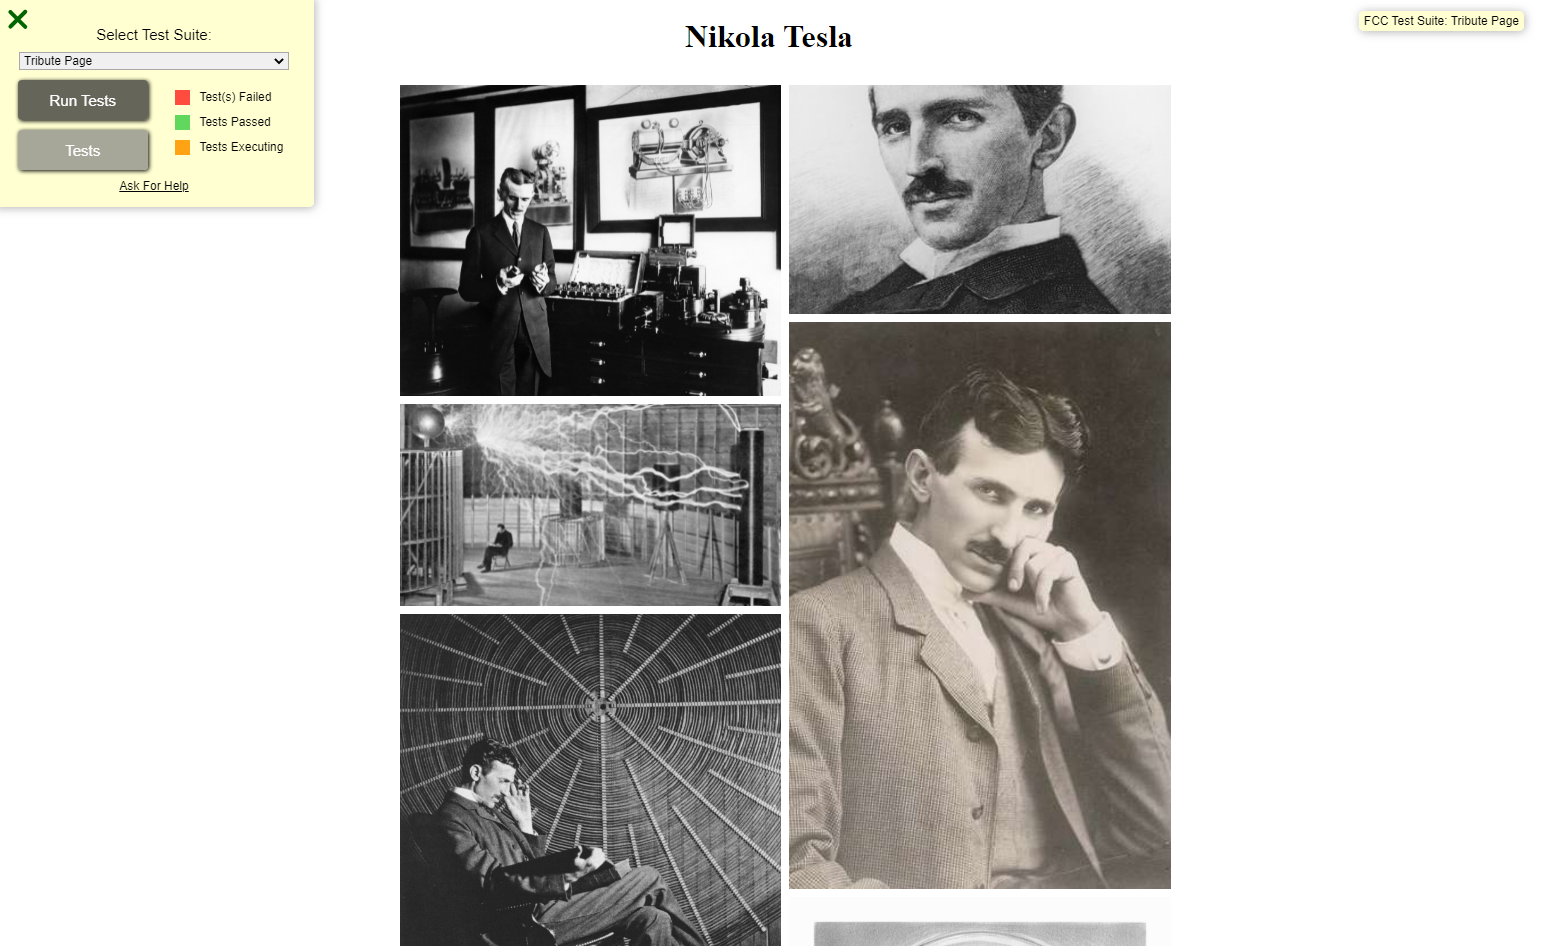 Select Test Suite:
Tribute Page
Run Tests
Tests
Test(s) Failed
Tests Passed
Tests Executing
Ask For Help
Nikola Tesla
FCC Test Suite: Tribute Page